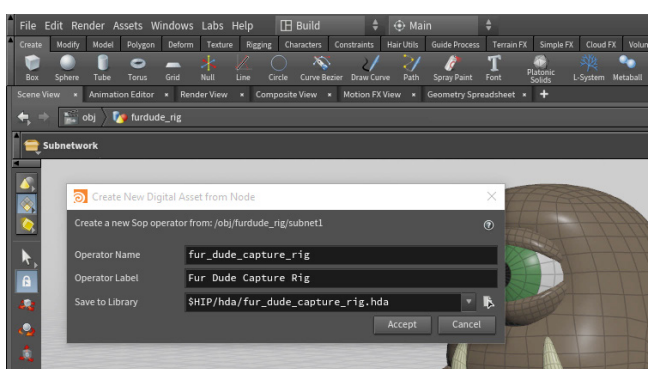 File Edit Render Assets Windows Labs Help Build Main
Create Modify Model Polygon Deform Texture Rigging Characters Constraints Hair Utils Guide Process Terrain FX Simple FX Cloud FX Volun
Box Sphere Tube Torus Grid Null Line Circle Curve Bezier Draw Curve Path Spray Paint Font Platonic Solids L-System Metaball
Scene View Animation Editor Render View Composite View Motion FX View Geometry Spreadsheet
obj furdude_rig
Subnetwork
Create New Digital Asset from Node
Create a new Sop operator from: /obj/furdude_rig/subnet1
Operator Name fur_dude_capture_rig
Operator Label Fur Dude Capture Rig
Save to Library $HIP/hda/fur_dude_capture_rig.hda
Accept Cancel